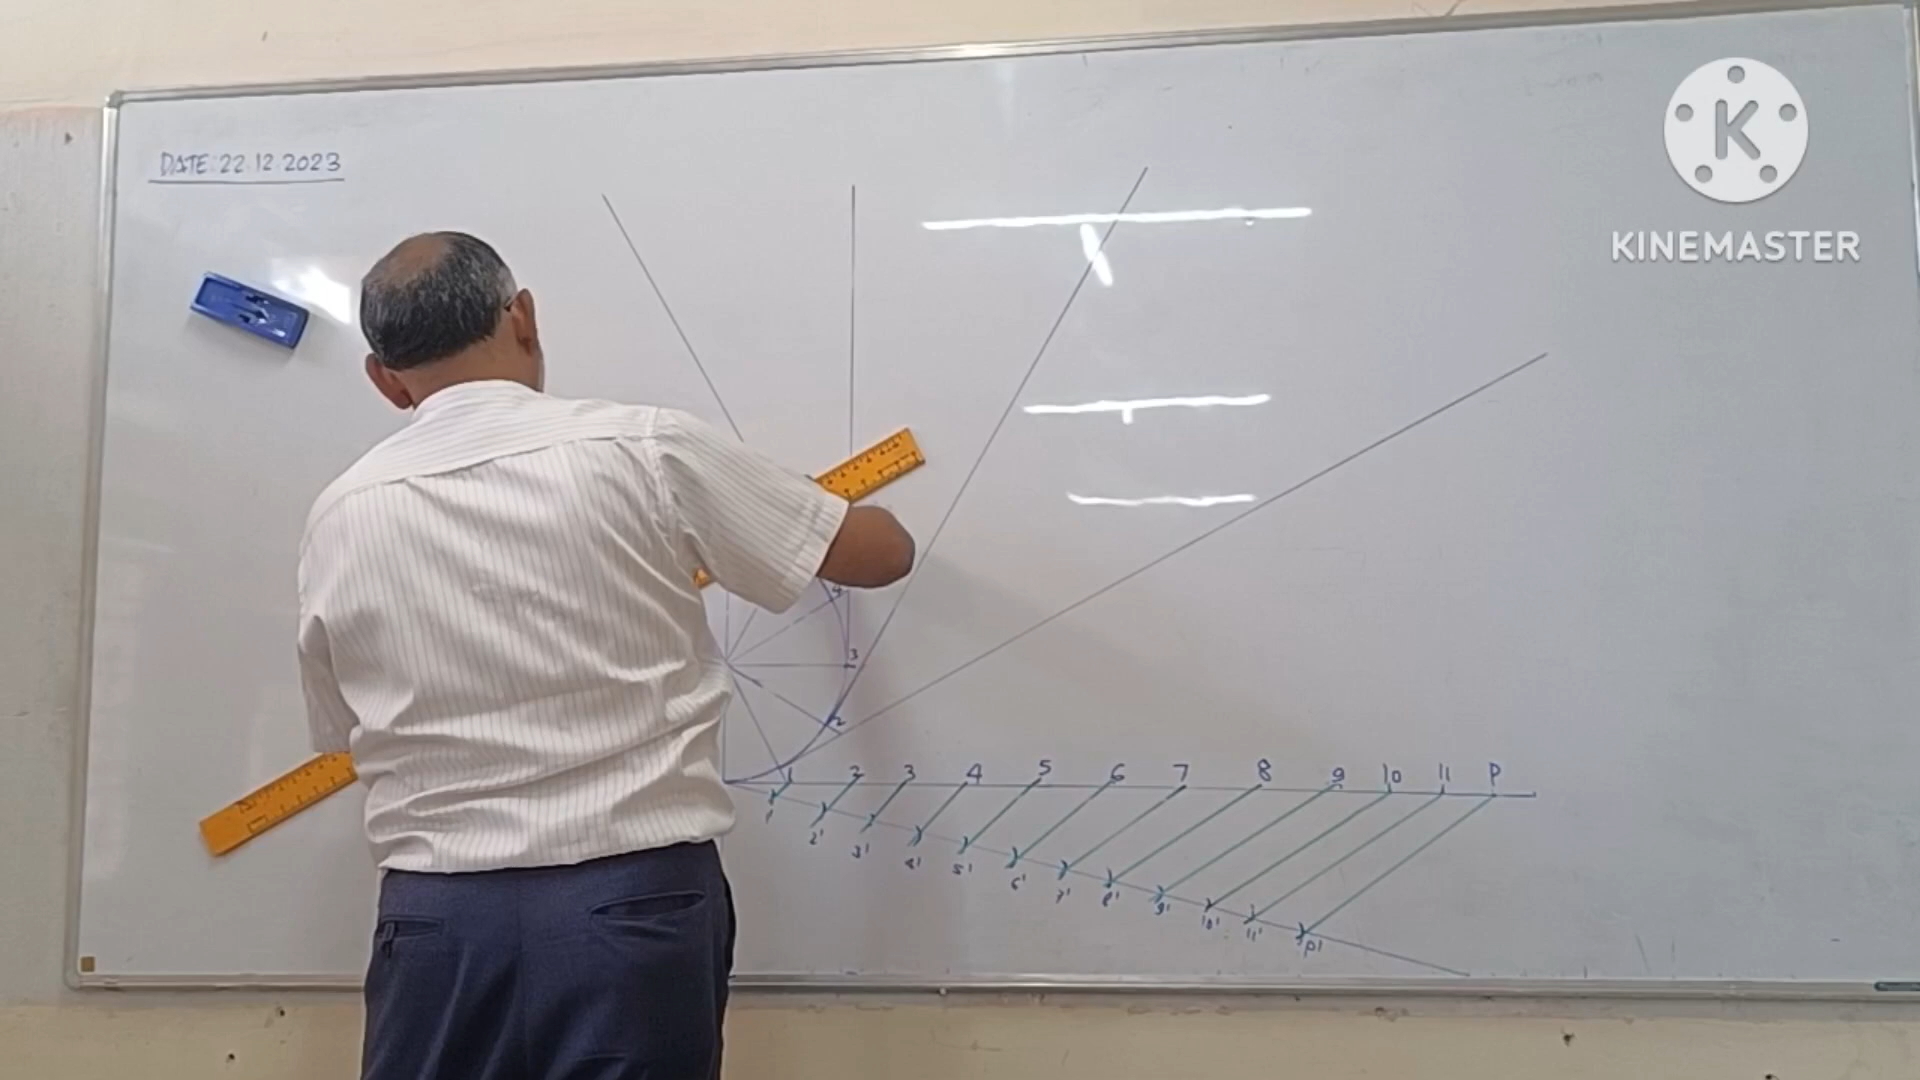 DATE: 22.12.2023
K
KINEMASTER
4
3
2
1 2 3 4 5 6 7 8 9 10 11 P
1' 2' 3' 4' 5' 6' 7' 8' 9' 10' 11' P'